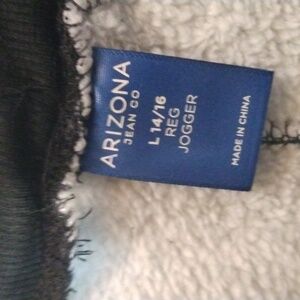 ARIZONA
JEAN CO
L 14/16
REG
JOGGER
MADE IN CHINA